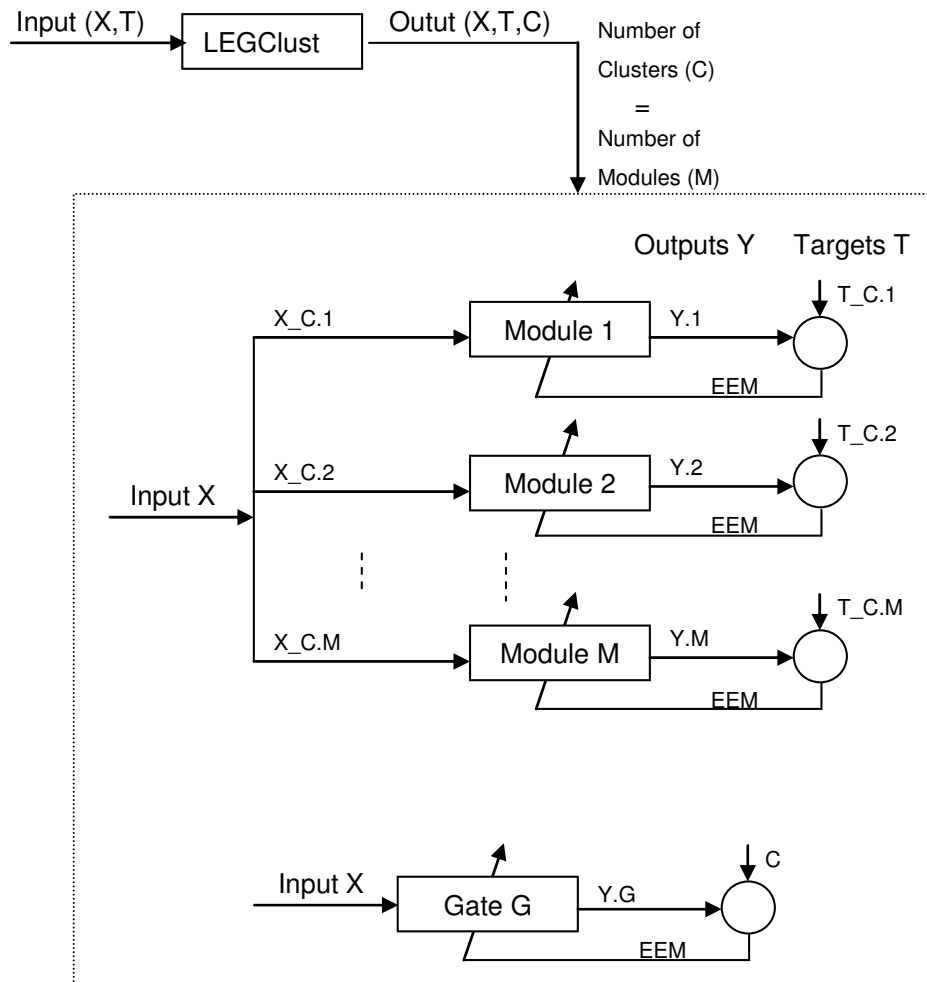 Input (X,T)
LEGClust
Outut (X,T,C)
Number of
Clusters (C)
=
Number of
Modules (M)
Outputs Y
Targets T
T_C.1
X_C.1
Module 1
Y.1
EEM
T_C.2
X_C.2
Module 2
Y.2
Input X
EEM
T_C.M
X_C.M
Module M
Y.M
EEM
C
Input X
Gate G
Y.G
EEM